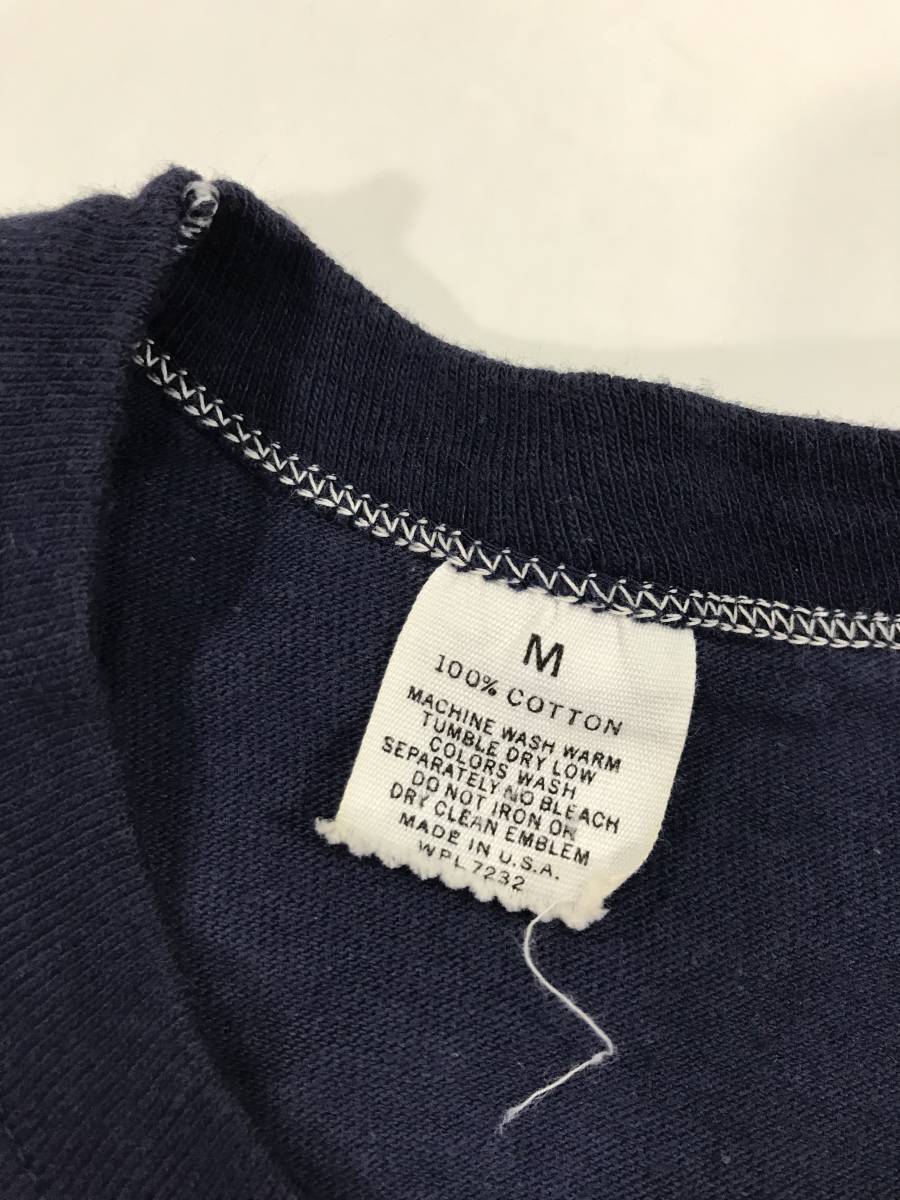 M
100% COTTON
MACHINE WASH WARM
TUMBLE DRY LOW
COLORS WASH
SEPARATELY NO BLEACH
DO NOT IRON OR
DRY CLEAN EMBLEM
MADE IN U.S.A.
WPL 7232